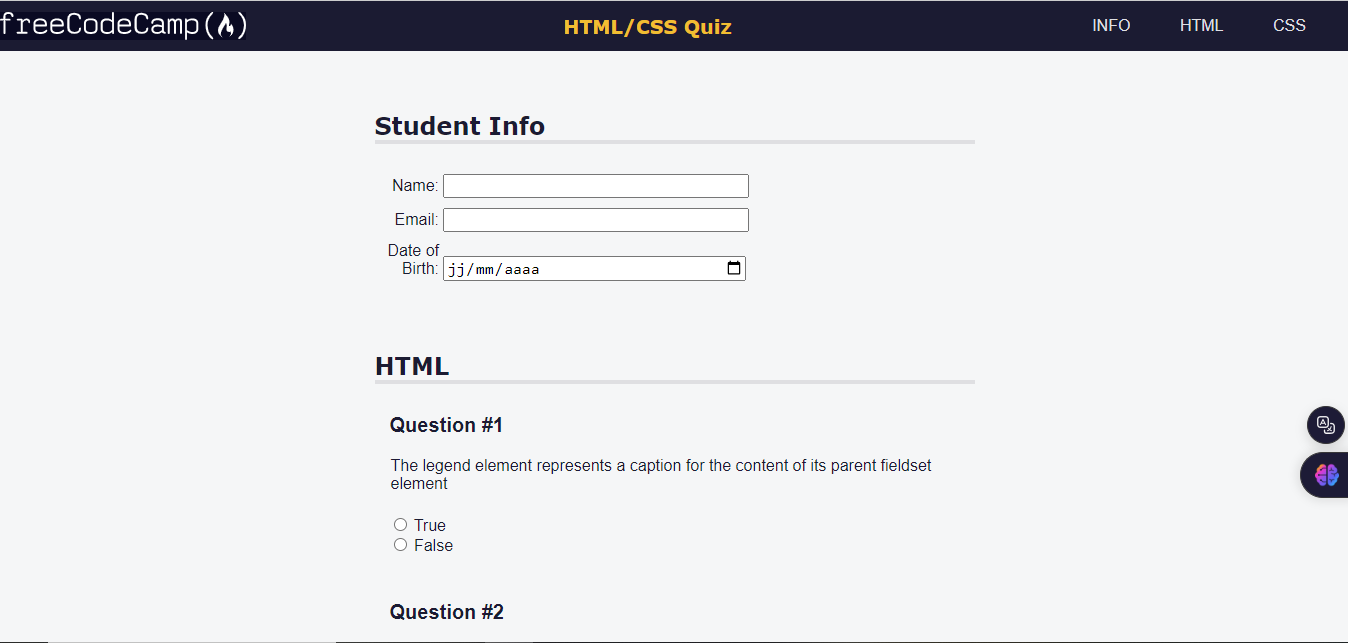 freeCodeCamp
HTML/CSS Quiz
INFO
HTML
CSS
Student Info
Name:
Email:
Date of
Birth:
jj/mm/aaaa
HTML
Question #1
The legend element represents a caption for the content of its parent fieldset
element
True
False
Question #2